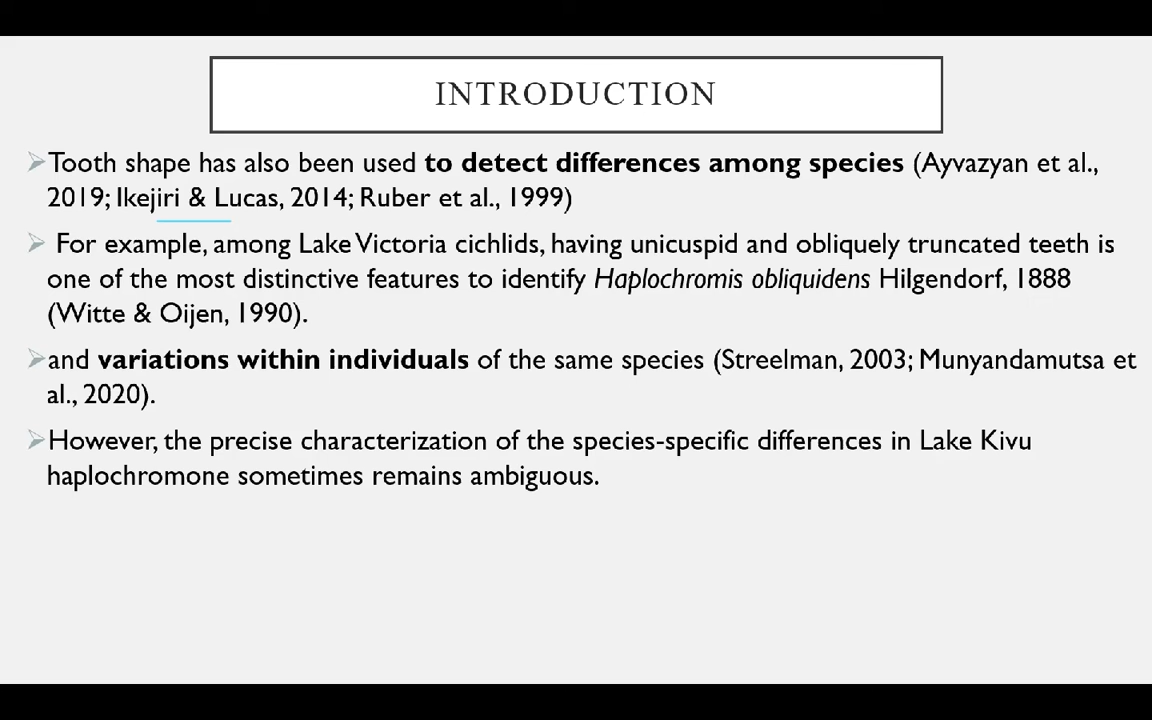 INTRODUCTION
Tooth shape has also been used to detect differences among species (Ayvazyan et al.,
2019; Ikejiri & Lucas, 2014; Ruber et al., 1999)
For example, among Lake Victoria cichlids, having unicuspid and obliquely truncated teeth is
one of the most distinctive features to identify Haplochromis obliquidens Hilgendorf, 1888
(Witte & Oijen, 1990).
and variations within individuals of the same species (Streelman, 2003; Munyandamutsa et
al., 2020).
However, the precise characterization of the species-specific differences in Lake Kivu
haplochromone sometimes remains ambiguous.